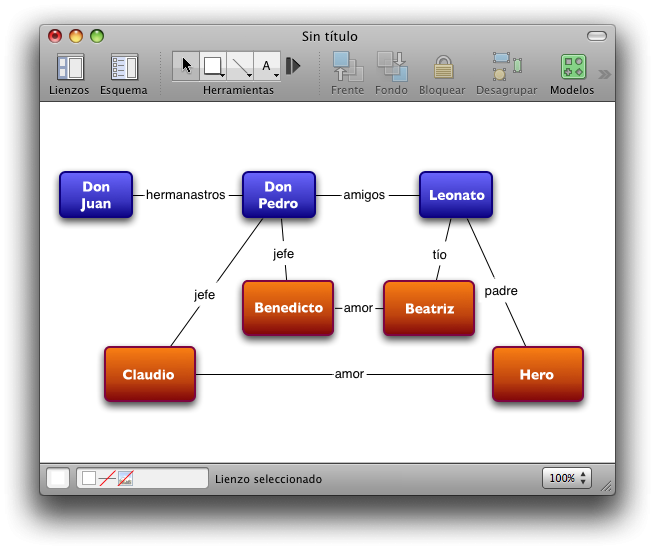 Sin título
Lienzos Esquema Herramientas Frente Fondo Bloquear Desagrupar Modelos
A
Don Juan
hermanastros
Don Pedro
amigos
Leonato
jefe
tío
jefe
padre
Benedicto
amor
Beatriz
Claudio
amor
Hero
Lienzo seleccionado
100%